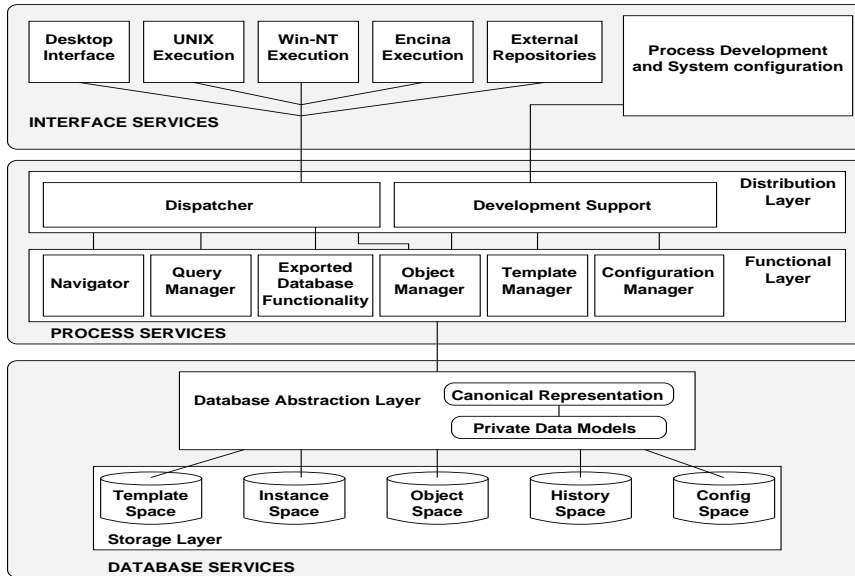 Desktop
Interface
UNIX
Execution
Win-NT
Execution
Encina
Execution
External
Repositories
Process Development
and System configuration
INTERFACE SERVICES
Dispatcher
Development Support
Distribution
Layer
Navigator
Query
Manager
Exported
Database
Functionality
Object
Manager
Template
Manager
Configuration
Manager
Functional
Layer
PROCESS SERVICES
Database Abstraction Layer
Canonical Representation
Private Data Models
Template
Space
Instance
Space
Object
Space
History
Space
Config
Space
Storage Layer
DATABASE SERVICES